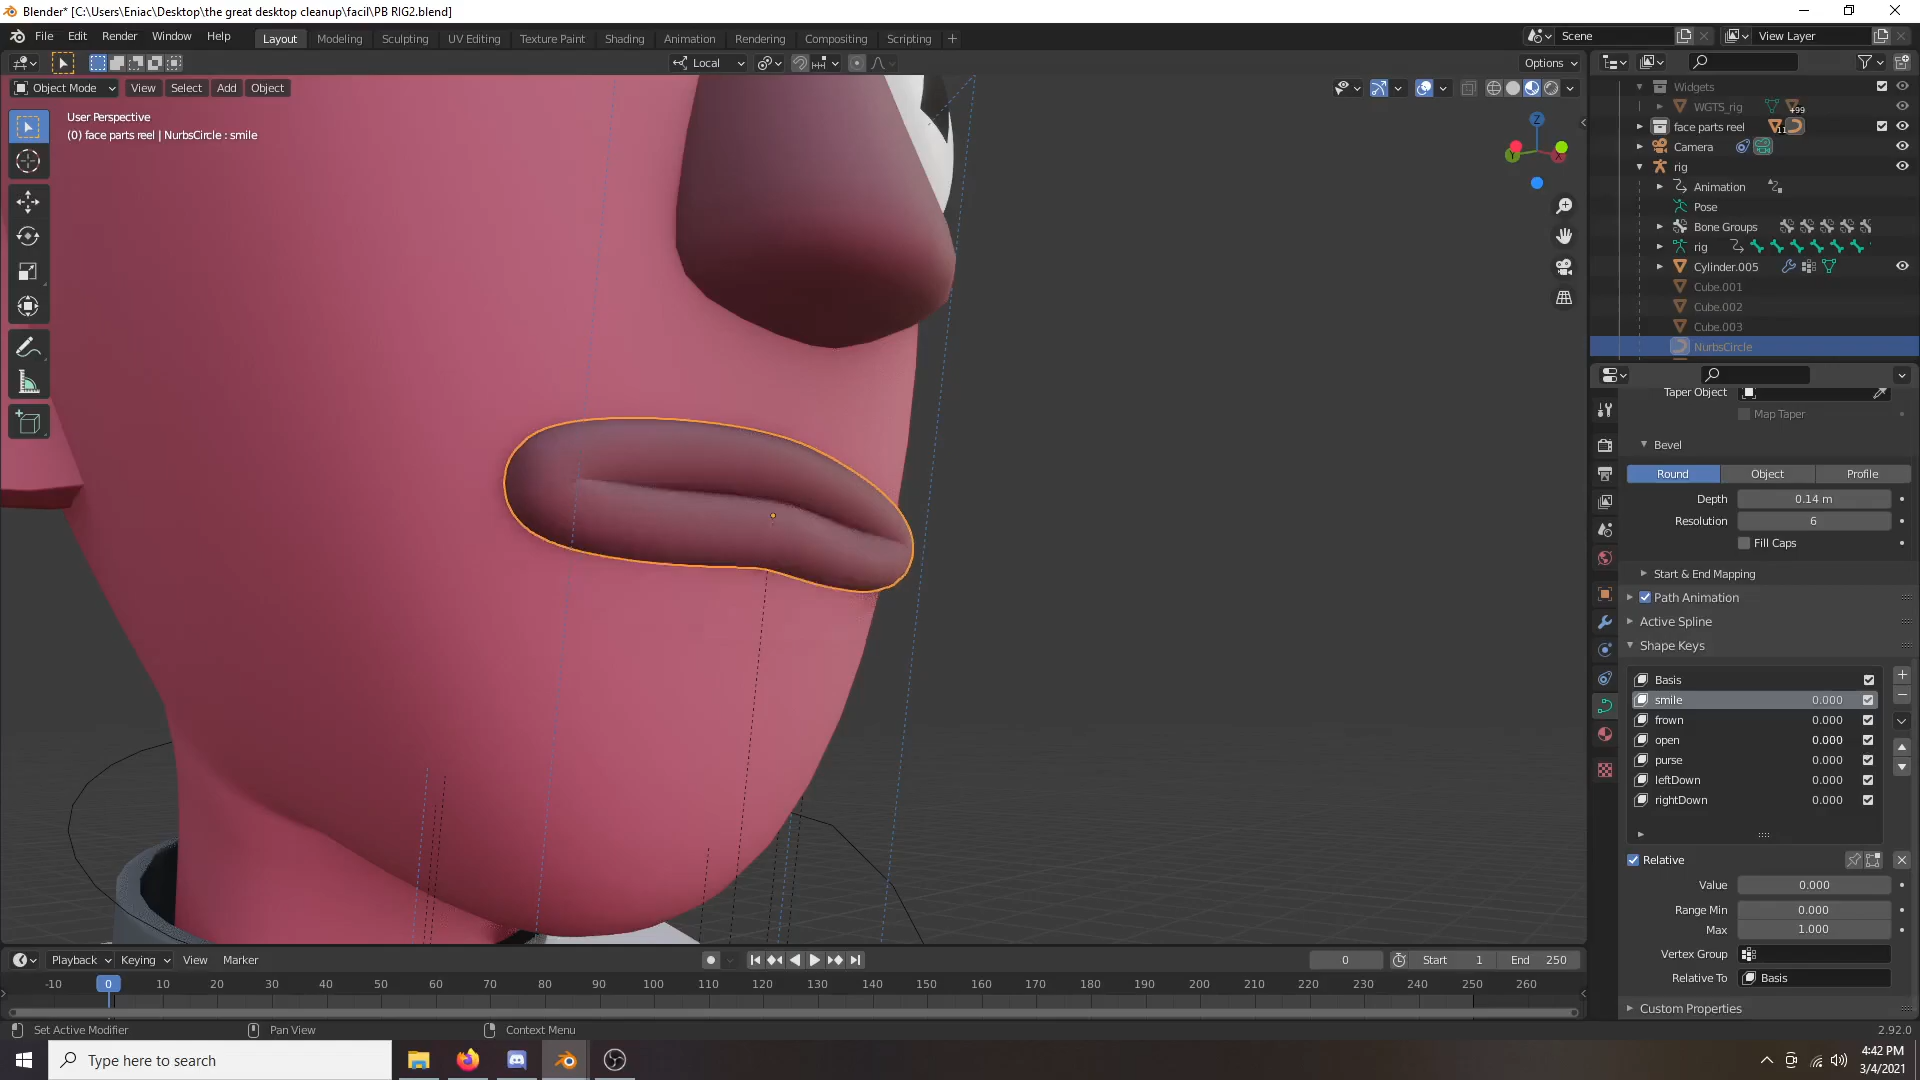 Blender* [C:\Users\Eniac\Desktop\the great desktop cleanup\facil\PB RIG2.blend]
File Edit Render Window Help
Layout Modeling Sculpting UV Editing Texture Paint Shading Animation Rendering Compositing Scripting +
Scene View Layer
Local Options
Object Mode View Select Add Object
User Perspective
(0) face parts reel | NurbsCircle : smile
Z
Y
X
Widgets
WGTS_rig +99
face parts reel 11
Camera
rig
Animation
Pose
Bone Groups
rig
Cylinder.005
Cube.001
Cube.002
Cube.003
NurbsCircle
Taper Object
Map Taper
Bevel
Round Object Profile
Depth 0.14 m
Resolution 6
Fill Caps
Start & End Mapping
Path Animation
Active Spline
Shape Keys
Basis
smile 0.000
frown 0.000
open 0.000
purse 0.000
leftDown 0.000
rightDown 0.000
Relative
Value 0.000
Range Min 0.000
Max 1.000
Vertex Group
Relative To Basis
Custom Properties
Playback Keying View Marker 0 Start 1 End 250
-10 0 10 20 30 40 50 60 70 80 90 100 110 120 130 140 150 160 170 180 190 200 210 220 230 240 250 260
Set Active Modifier Pan View Context Menu 2.92.0
Type here to search
4:42 PM
3/4/2021